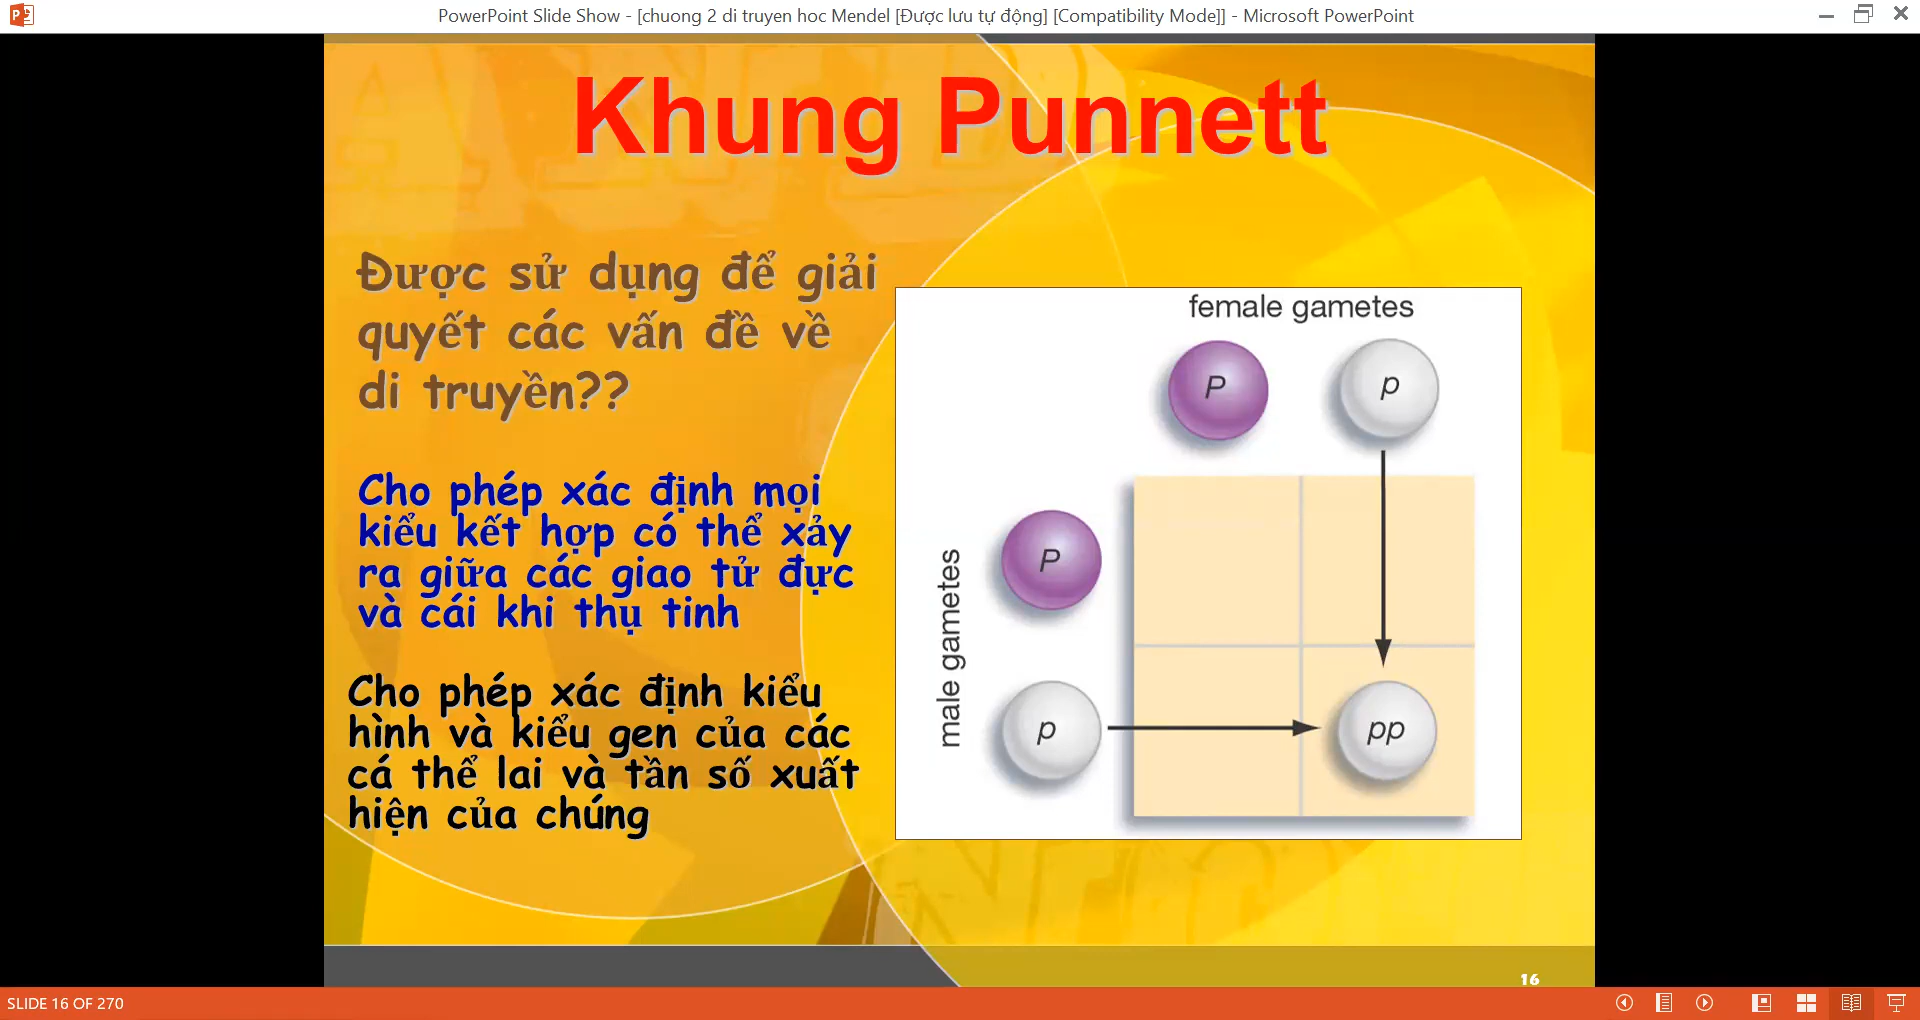 PowerPoint Slide Show - [chuong 2 di truyen hoc Mendel [Được lưu tự động] [Compatibility Mode]] - Microsoft PowerPoint
Khung Punnett
Được sử dụng để giải
quyết các vấn đề về
di truyền??
Cho phép xác định mọi
kiểu kết hợp có thể xảy
ra giữa các giao tử đực
và cái khi thụ tinh
Cho phép xác định kiểu
hình và kiểu gen của các
cá thể lai và tần số xuất
hiện của chúng
female gametes
P
p
male gametes
P
p
pp
16
SLIDE 16 OF 270